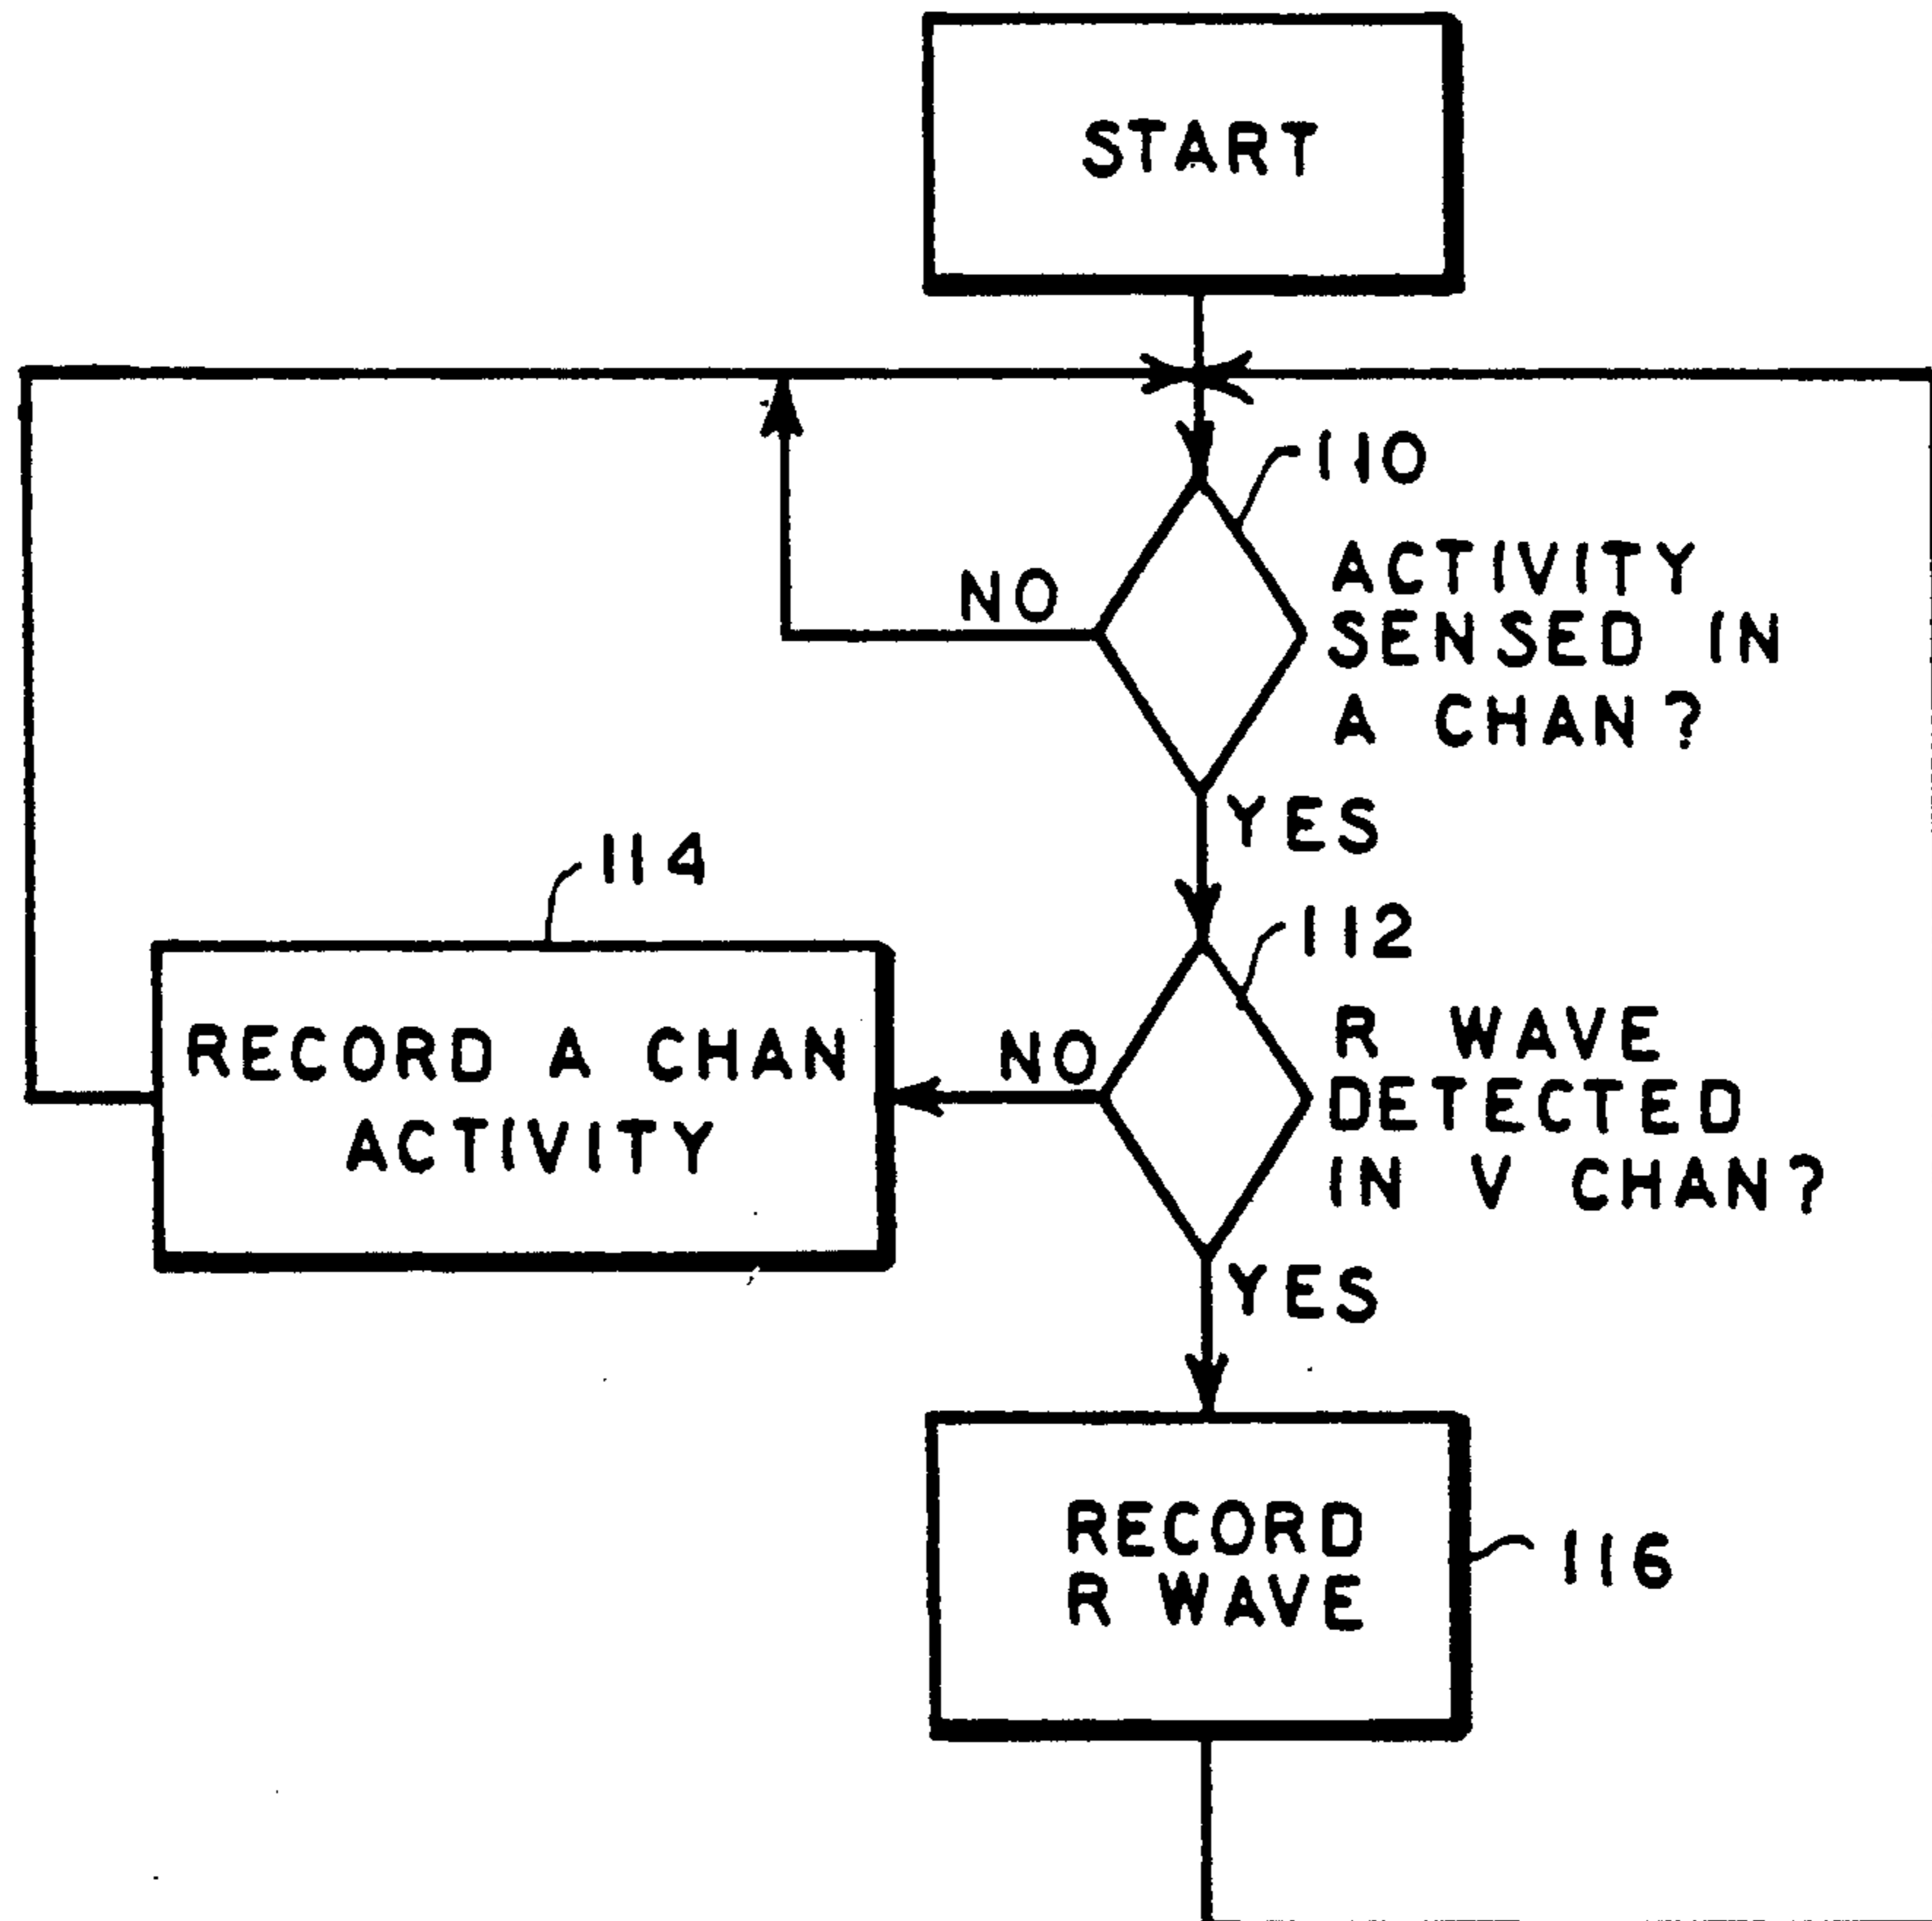 START
110
ACTIVITY
SENSED IN
A CHAN?
NO
YES
114
112
RECORD A CHAN
ACTIVITY
NO
R WAVE
DETECTED
IN V CHAN?
YES
RECORD
R WAVE
116